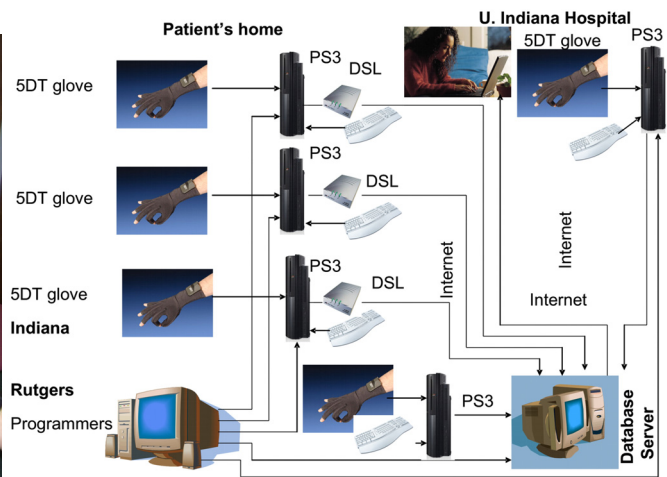 Patient's home
U. Indiana Hospital
5DT glove
PS3
PS3
DSL
5DT glove
PS3
DSL
5DT glove
PS3
DSL
5DT glove
Internet
Internet
Internet
Indiana
Rutgers
Programmers
PS3
Database
Server